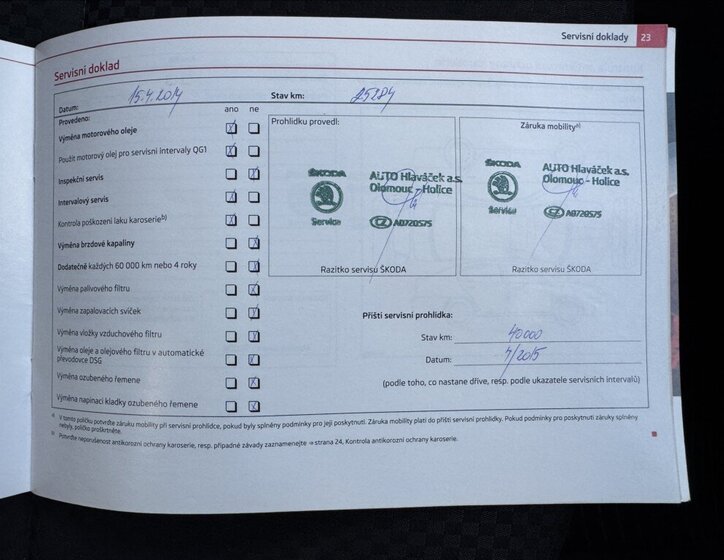 Servisní doklady 23
Servisní doklad
Datum: 15.4.2014 Stav km: 25284
Provedeno: ano ne
Výměna motorového oleje
Použit motorový olej pro servisní intervaly QG1
Inspekční servis
Intervalový servis
Kontrola poškození laku karoserie b)
Výměna brzdové kapaliny
Dodatečně každých 60 000 km nebo 4 roky
Výměna palivového filtru
Výměna zapalovacích svíček
Výměna vložky vzduchového filtru
Výměna oleje a olejového filtru v automatické
převodovce DSG
Výměna ozubeného řemene
Výměna napínací kladky ozubeného řemene
Prohlídku provedl:
ŠKODA
Service
AUTO Hlaváček a.s.
Olomouc - Holice
CZ A0720575
Razítko servisu ŠKODA
Záruka mobility a)
ŠKODA
Service
AUTO Hlaváček a.s.
Olomouc - Holice
CZ A0720575
Razítko servisu ŠKODA
Příští servisní prohlídka:
Stav km: 40000
Datum: 4/2015
(podle toho, co nastane dříve, resp. podle ukazatele servisních intervalů)
a) V tomto políčku potvrďte záruku mobility při servisní prohlídce, pokud byly splněny podmínky pro její poskytnutí. Záruka mobility platí do příští servisní prohlídky. Pokud podmínky pro poskytnutí záruky splněny
nebyly, políčko proškrtněte.
b) Potvrďte neporušenost antikorozní ochrany karoserie, resp. případné závady zaznamenejte ⇒ strana 24, Kontrola antikorozní ochrany karoserie.